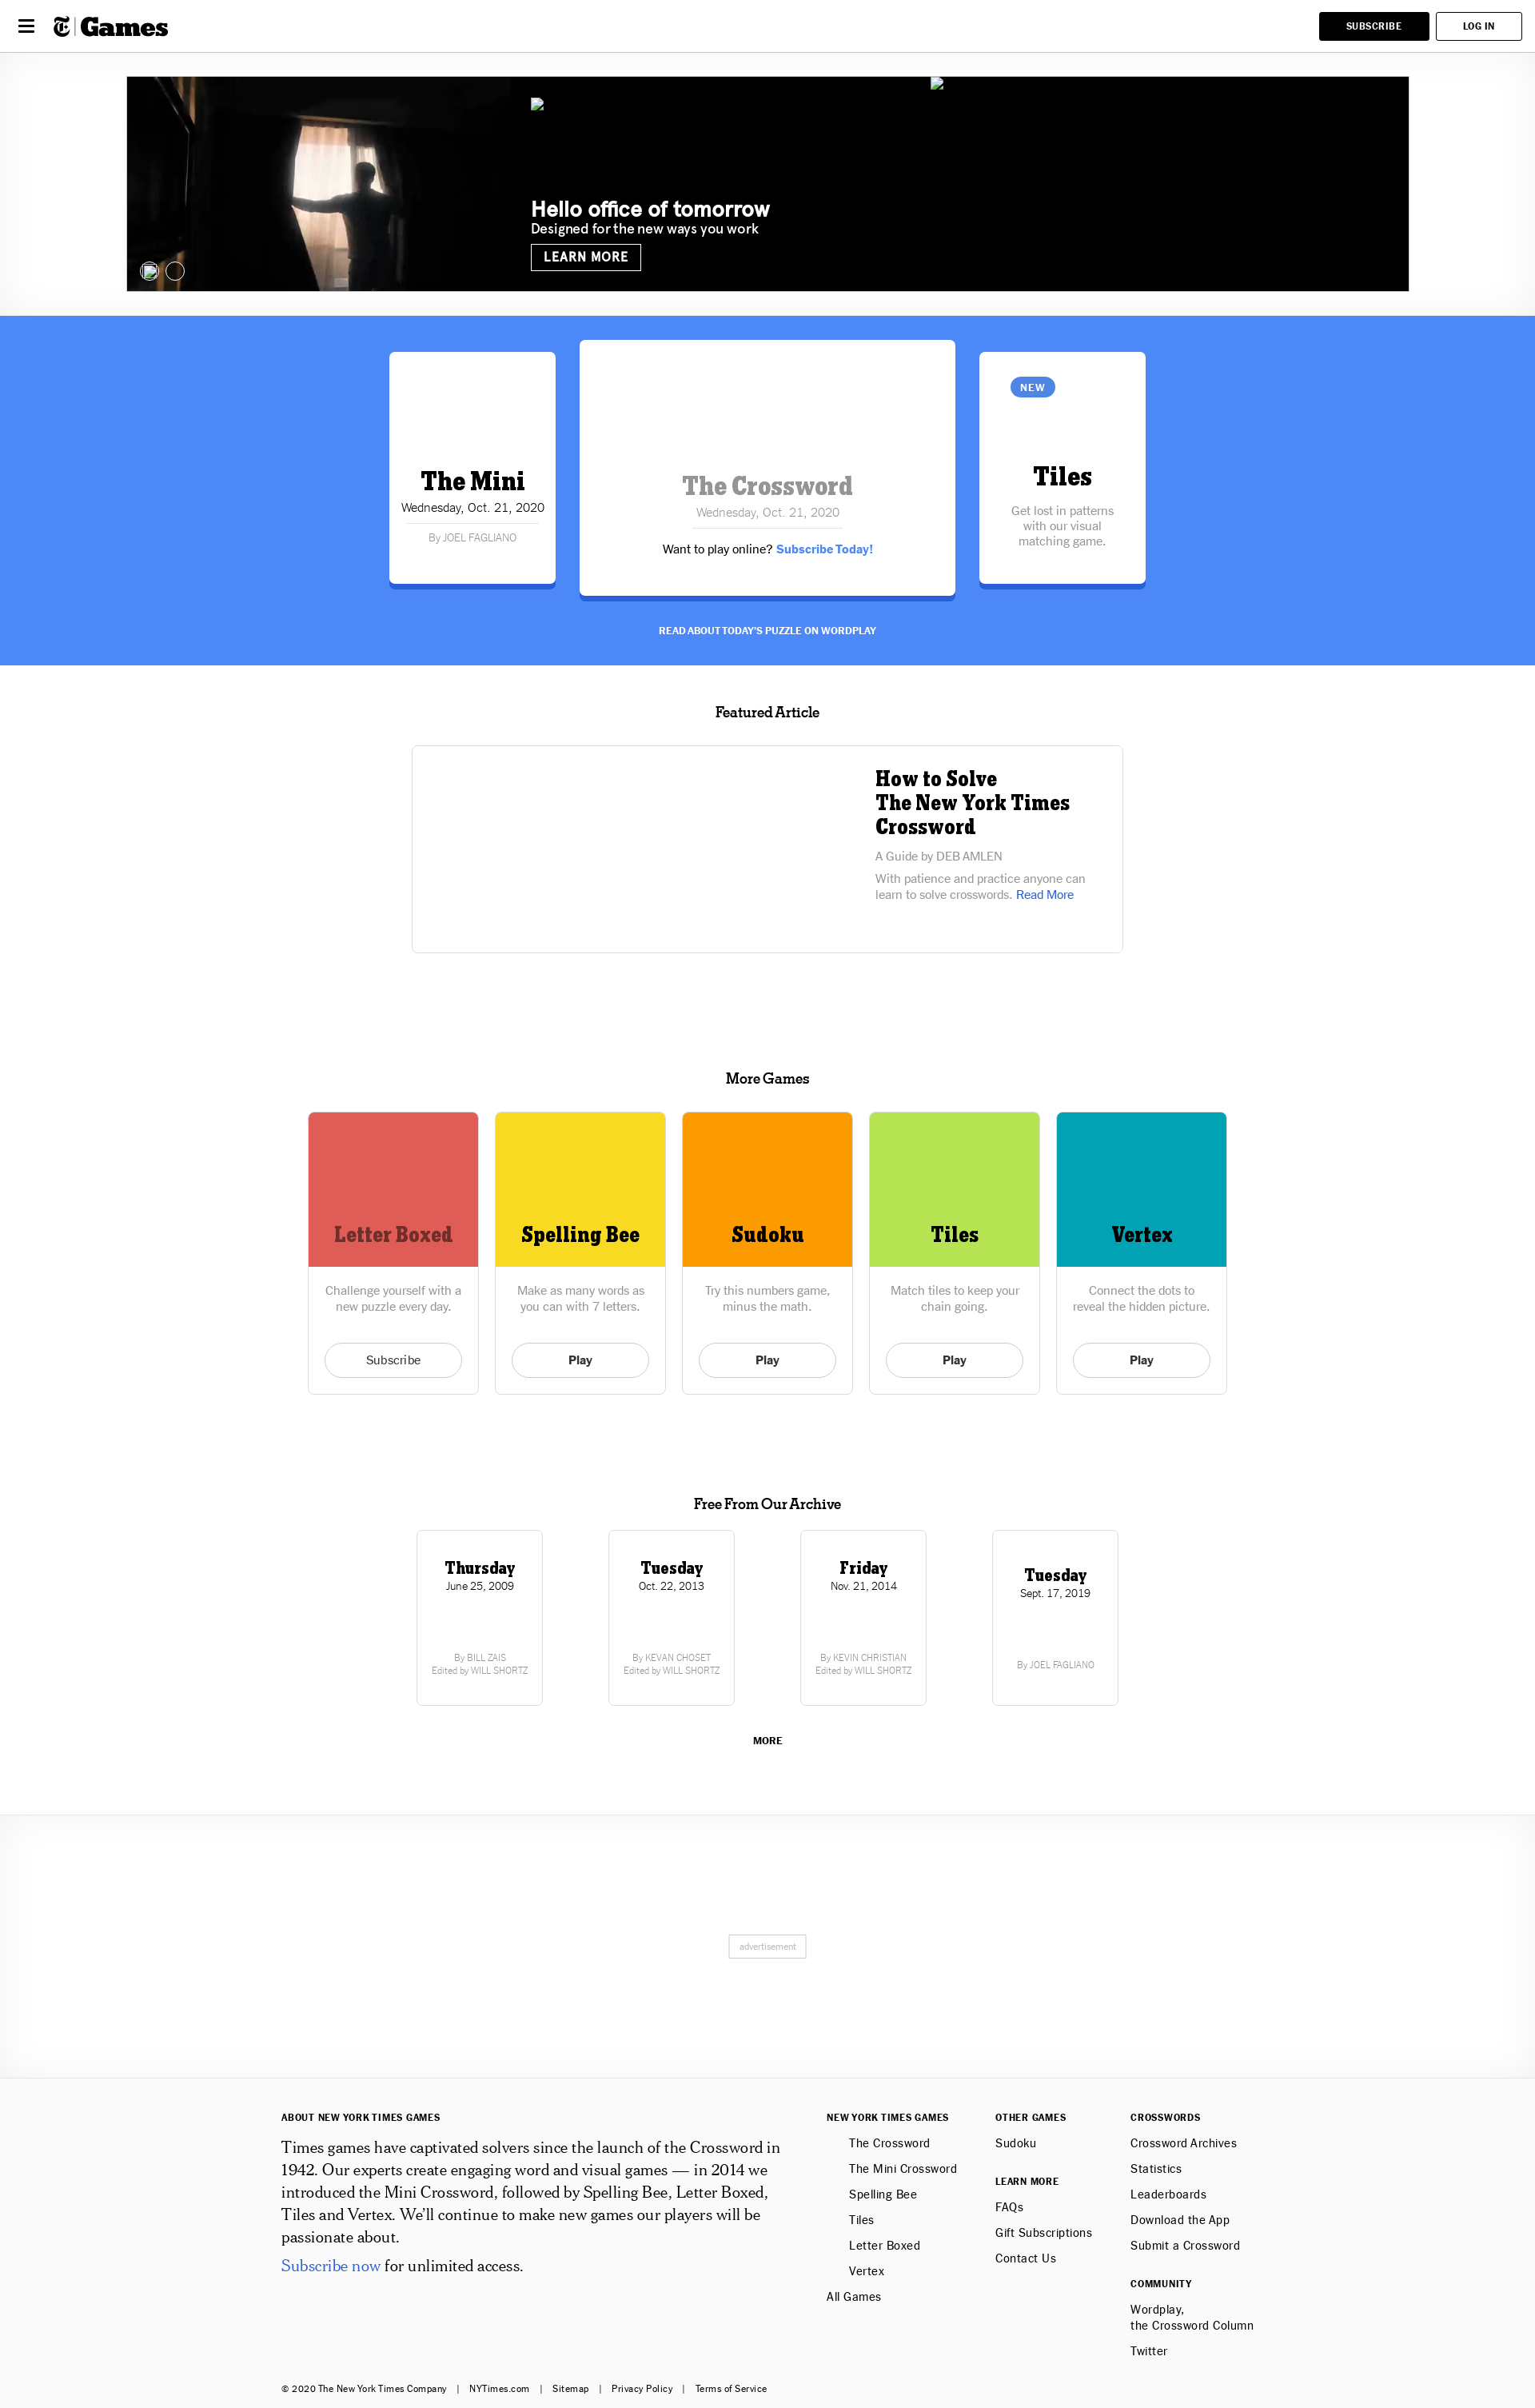 Games
SUBSCRIBE
LOG IN
Hello office of tomorrow
Designed for the new ways you work
LEARN MORE
The Mini
Wednesday, Oct. 21, 2020
By JOEL FAGLIANO
The Crossword
Wednesday, Oct. 21, 2020
Want to play online? Subscribe Today!
NEW
Tiles
Get lost in patterns
with our visual
matching game.
READ ABOUT TODAY'S PUZZLE ON WORDPLAY
Featured Article
How to Solve
The New York Times
Crossword
A Guide by DEB AMLEN
With patience and practice anyone can
learn to solve crosswords. Read More
More Games
Letter Boxed
Challenge yourself with a
new puzzle every day.
Subscribe
Spelling Bee
Make as many words as
you can with 7 letters.
Play
Sudoku
Try this numbers game,
minus the math.
Play
Tiles
Match tiles to keep your
chain going.
Play
Vertex
Connect the dots to
reveal the hidden picture.
Play
Free From Our Archive
Thursday
June 25, 2009
By BILL ZAIS
Edited by WILL SHORTZ
Tuesday
Oct. 22, 2013
By KEVAN CHOSET
Edited by WILL SHORTZ
Friday
Nov. 21, 2014
By KEVIN CHRISTIAN
Edited by WILL SHORTZ
Tuesday
Sept. 17, 2019
By JOEL FAGLIANO
MORE
advertisement
ABOUT NEW YORK TIMES GAMES
Times games have captivated solvers since the launch of the Crossword in
1942. Our experts create engaging word and visual games — in 2014 we
introduced the Mini Crossword, followed by Spelling Bee, Letter Boxed,
Tiles and Vertex. We'll continue to make new games our players will be
passionate about.
Subscribe now for unlimited access.
NEW YORK TIMES GAMES
The Crossword
The Mini Crossword
Spelling Bee
Tiles
Letter Boxed
Vertex
All Games
OTHER GAMES
Sudoku
LEARN MORE
FAQs
Gift Subscriptions
Contact Us
CROSSWORDS
Crossword Archives
Statistics
Leaderboards
Download the App
Submit a Crossword
COMMUNITY
Wordplay,
the Crossword Column
Twitter
© 2020 The New York Times Company | NYTimes.com | Sitemap | Privacy Policy | Terms of Service